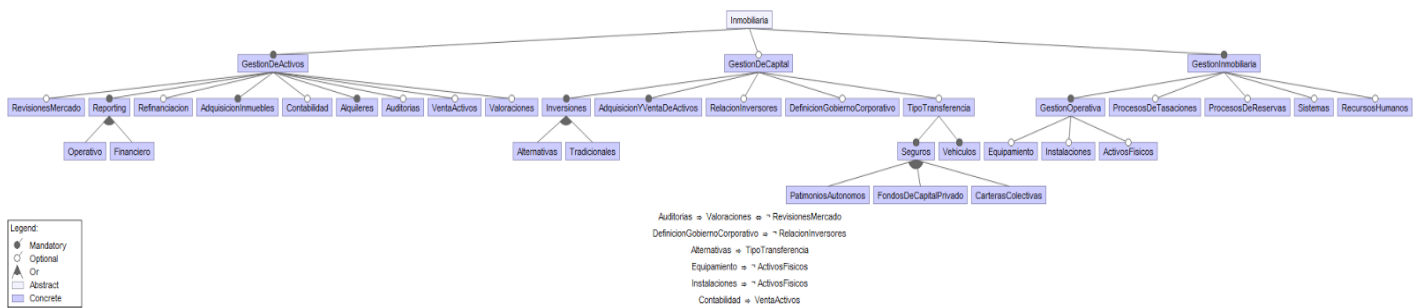 Inmobiliaria
GestionDeActivos GestionDeCapital GestionInmobiliaria
RevisionesMercado Reporting Refinanciacion AdquisicionInmuebles Contabilidad Alquileres Auditorias VentaActivos Valoraciones Inversiones AdquisicionYVentaDeActivos RelacionInversores DefinicionGobiernoCorporativo TipoTransferencia GestionOperativa ProcesosDeTasaciones ProcesosDeReservas Sistemas RecursosHumanos
Operativo Financiero Alternativas Tradicionales Seguros Vehiculos Equipamiento Instalaciones ActivosFisicos
PatimoniosAutonomos FondosDeCapitalPrivado CarterasColectivas
Auditorias ⇒ Valoraciones ⇔ ¬ RevisionesMercado
DefinicionGobiernoCorporativo ⇒ ¬ RelacionInversores
Alternativas ⇒ TipoTransferencia
Equipamiento ⇒ ¬ ActivosFisicos
Instalaciones ⇒ ¬ ActivosFisicos
Contabilidad ⇒ VentaActivos
Legend:
Mandatory
Optional
Or
Abstract
Concrete